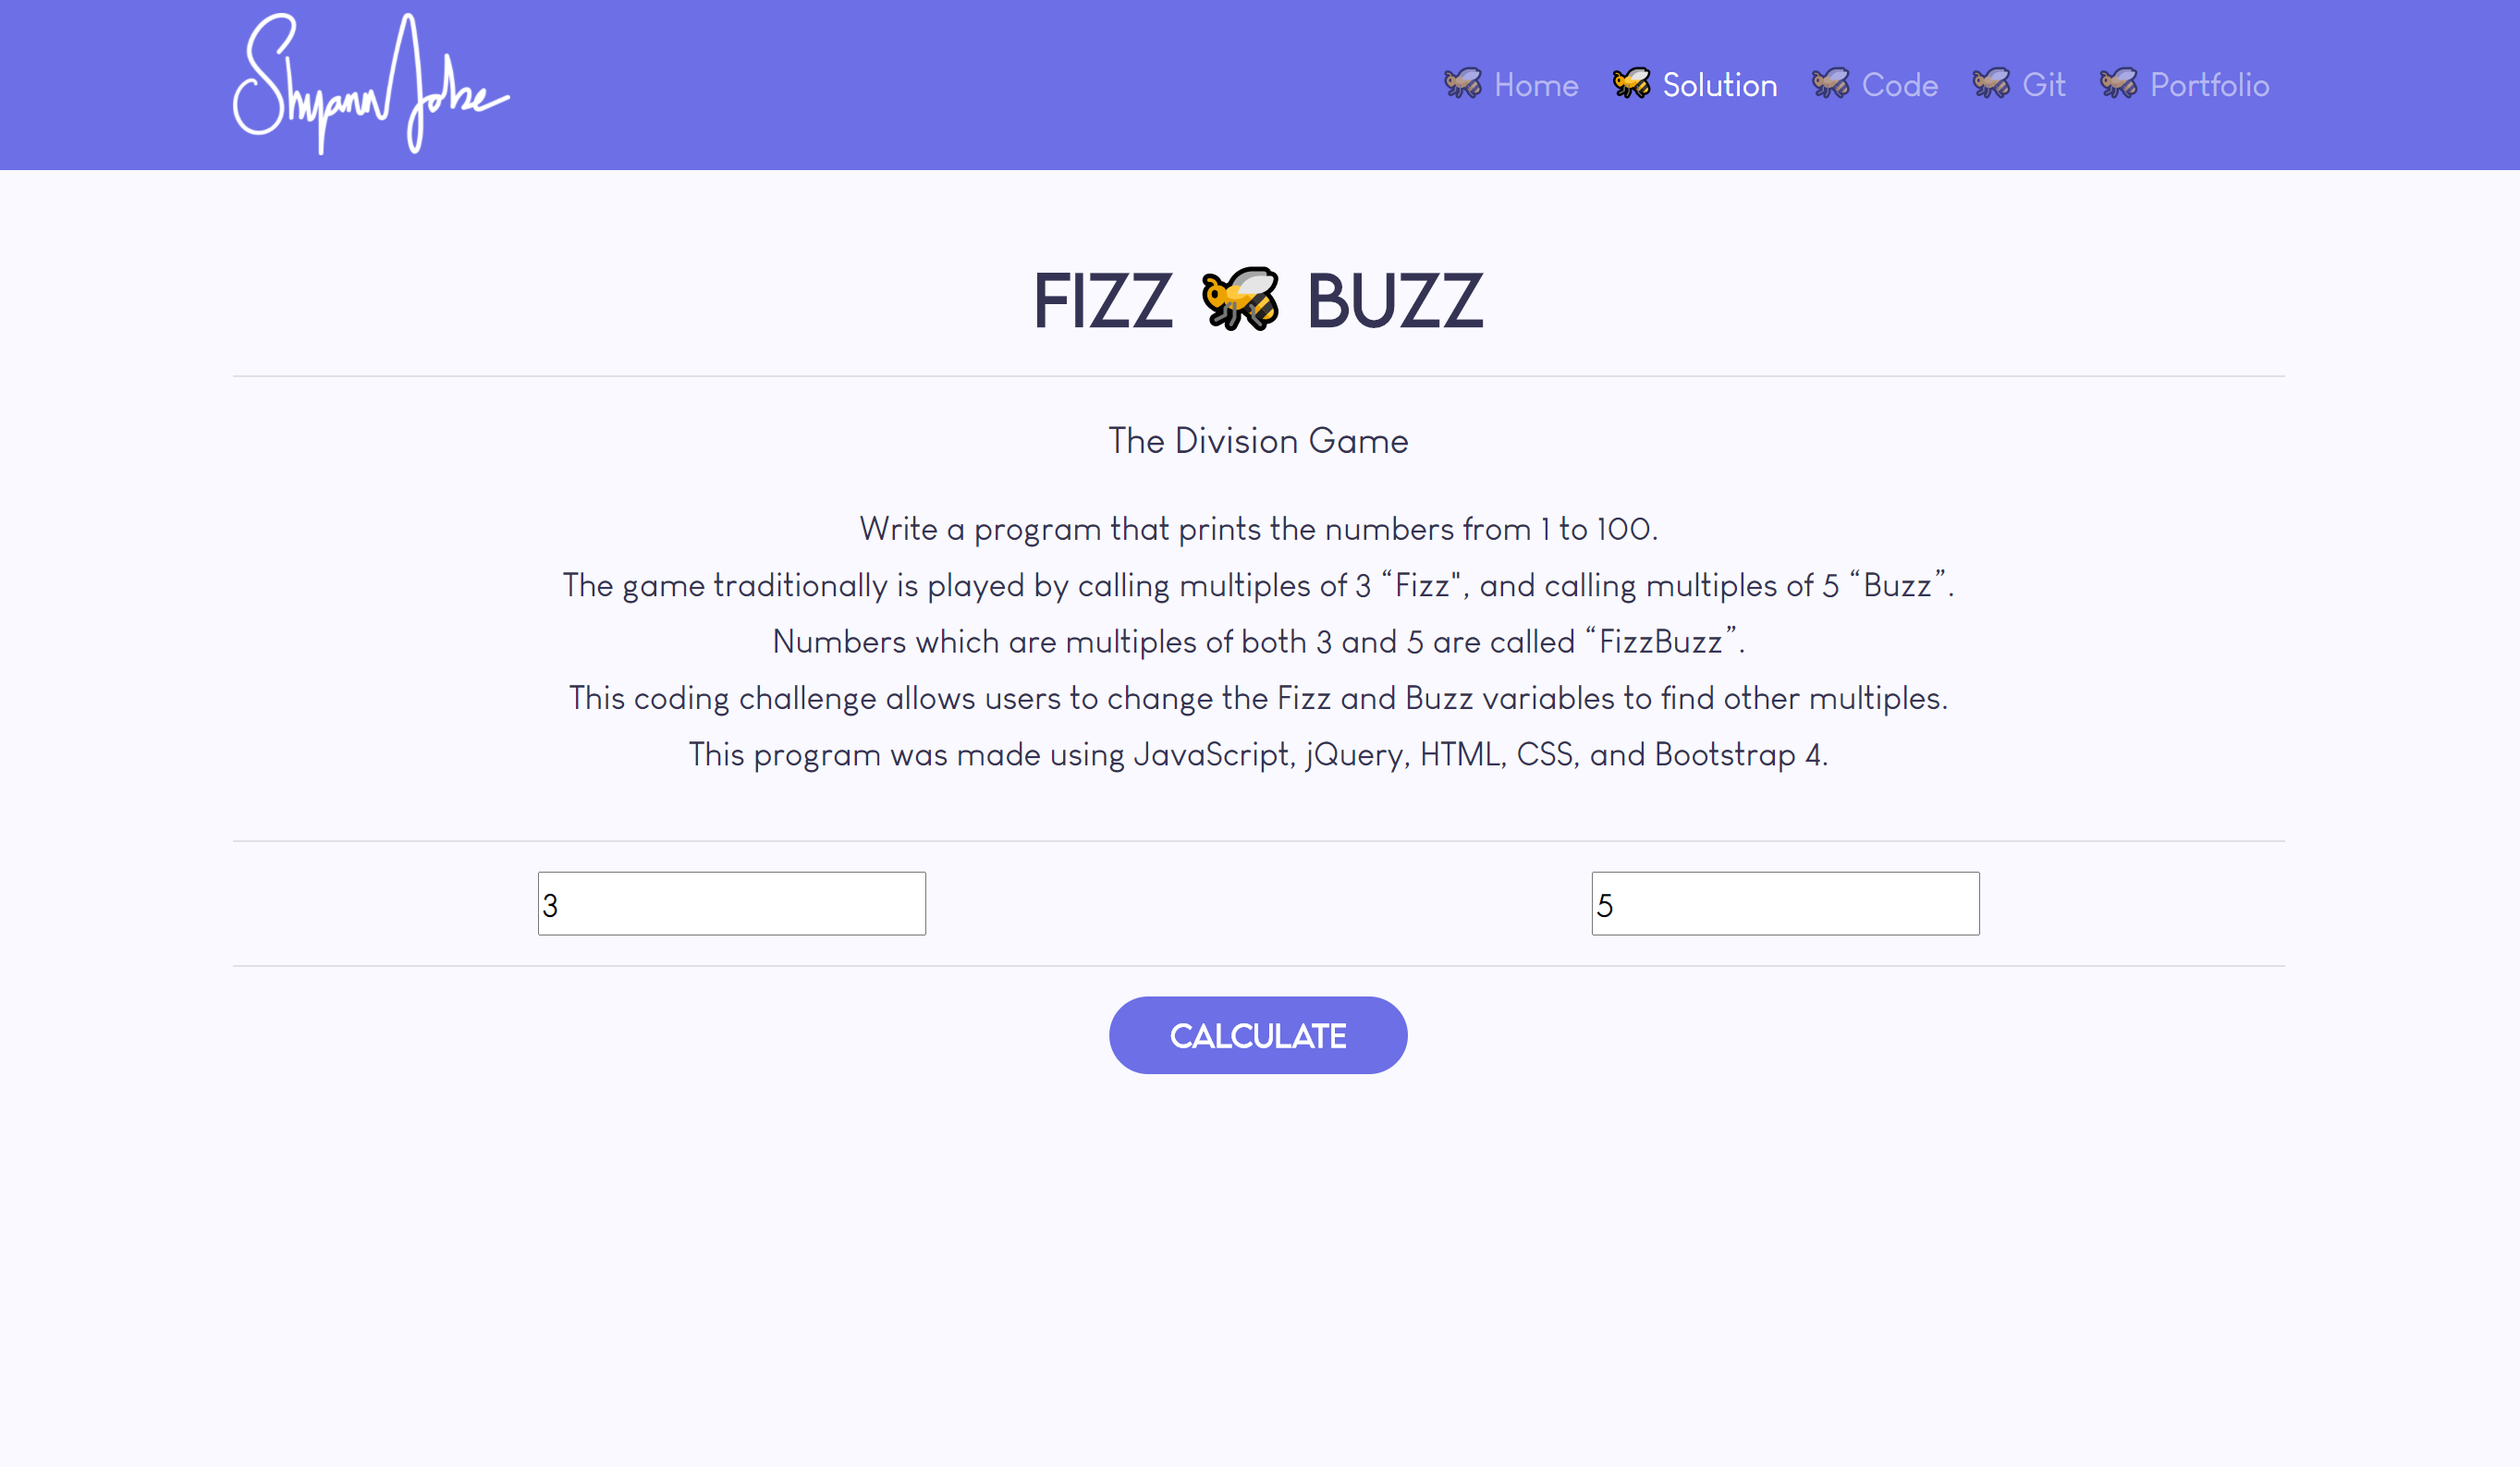 Shyann Jobe
Home Solution Code Git Portfolio
FIZZ BUZZ
The Division Game
Write a program that prints the numbers from 1 to 100.
The game traditionally is played by calling multiples of 3 “Fizz", and calling multiples of 5 “Buzz”.
Numbers which are multiples of both 3 and 5 are called “FizzBuzz”.
This coding challenge allows users to change the Fizz and Buzz variables to find other multiples.
This program was made using JavaScript, jQuery, HTML, CSS, and Bootstrap 4.
3 5
CALCULATE